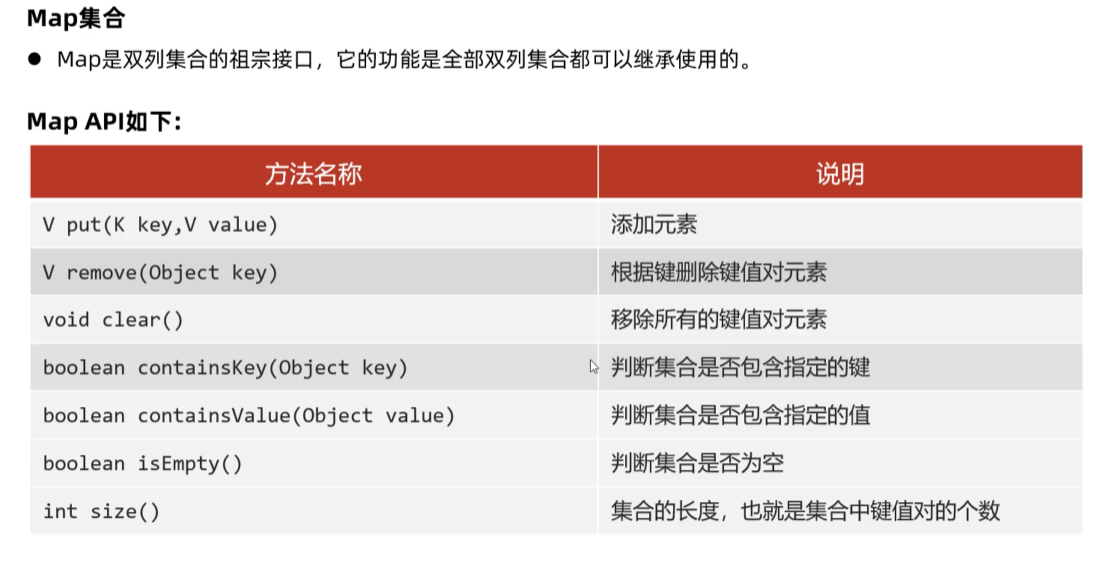 Map集合
● Map是双列集合的祖宗接口，它的功能是全部双列集合都可以继承使用的。
Map API如下：
方法名称 说明
V put(K key,V value) 添加元素
V remove(Object key) 根据键删除键值对元素
void clear() 移除所有的键值对元素
boolean containsKey(Object key) 判断集合是否包含指定的键
boolean containsValue(Object value) 判断集合是否包含指定的值
boolean isEmpty() 判断集合是否为空
int size() 集合的长度，也就是集合中键值对的个数